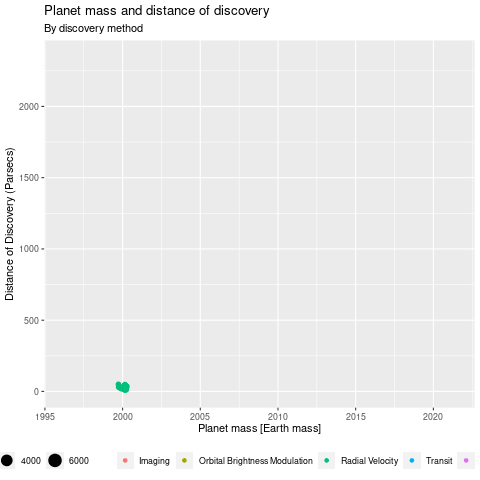 Planet mass and distance of discovery
By discovery method
Distance of Discovery (Parsecs)
2000
1500
1000
500
0
1995 2000 2005 2010 2015 2020
Planet mass [Earth mass]
4000 6000 Imaging Orbital Brightness Modulation Radial Velocity Transit